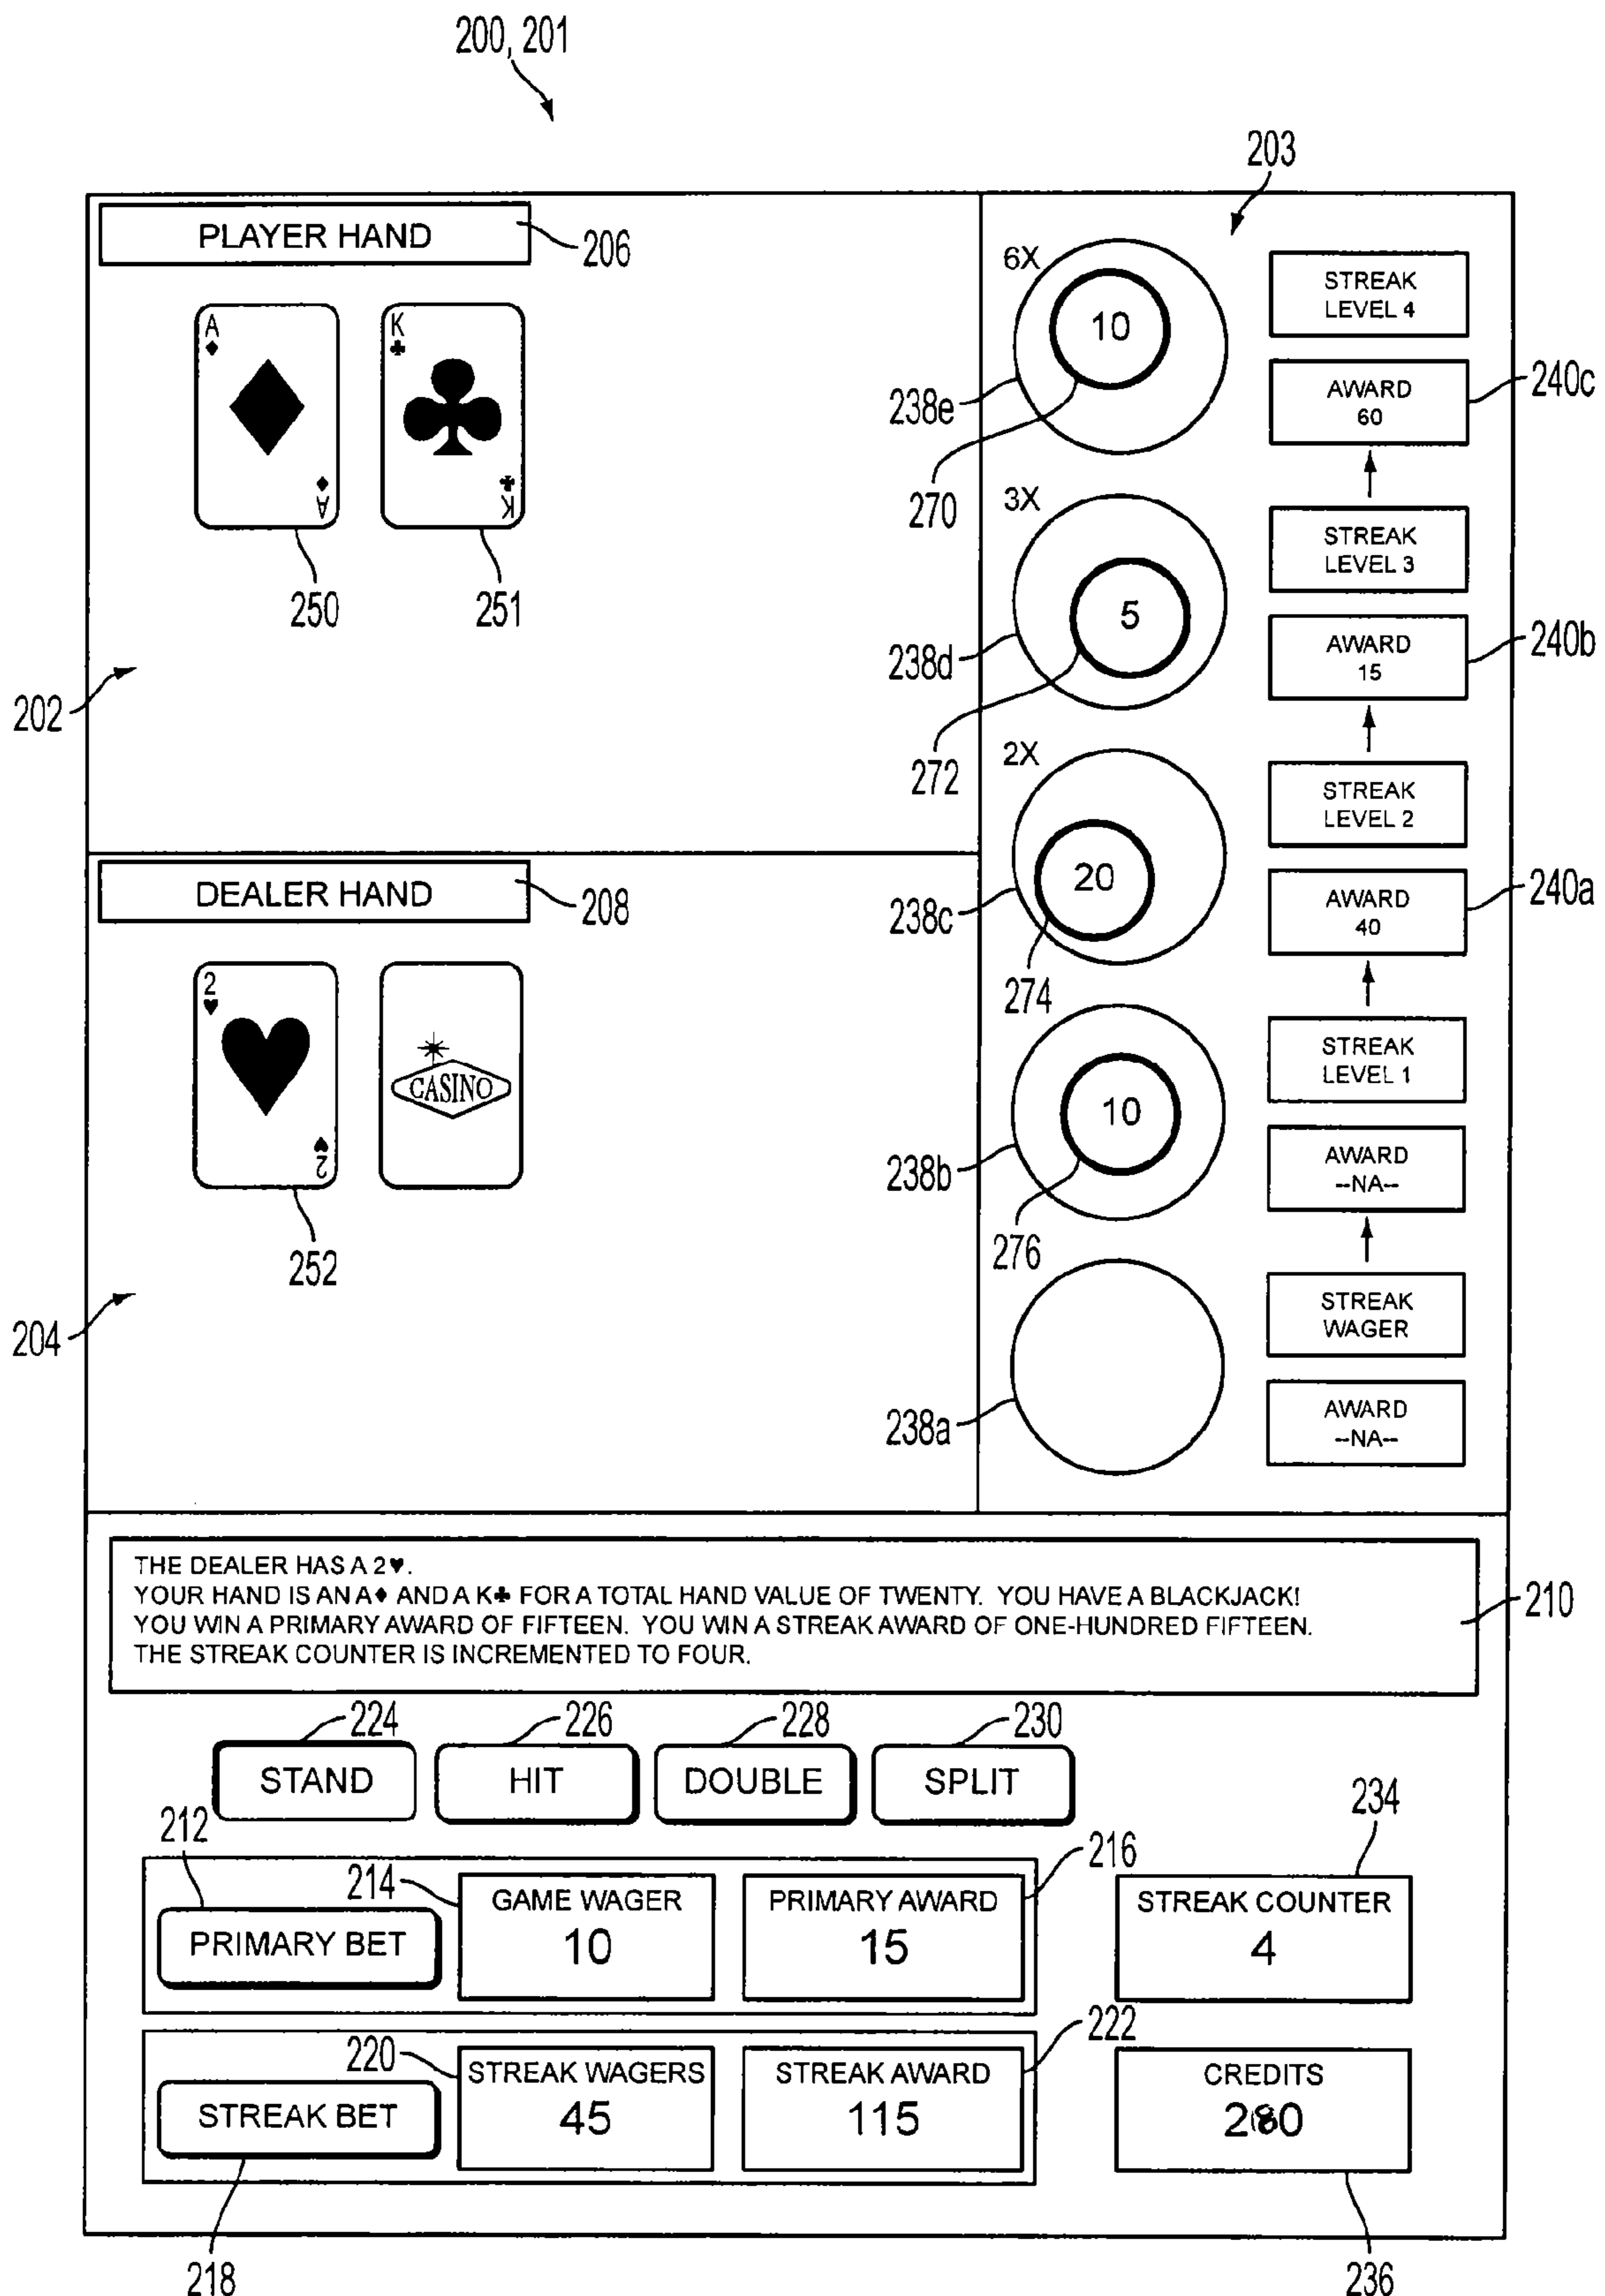 200, 201
203
PLAYER HAND
206
A♦
K♣
A♦
K♣
250
251
202
DEALER HAND
208
2♥
2♥
CASINO
252
204
6X
10
238e
270
STREAK
LEVEL 4
AWARD
60
240c
3X
5
238d
272
STREAK
LEVEL 3
AWARD
15
240b
2X
20
238c
274
STREAK
LEVEL 2
AWARD
40
240a
10
238b
276
STREAK
LEVEL 1
AWARD
--NA--
238a
STREAK
WAGER
AWARD
--NA--
THE DEALER HAS A 2♥.
YOUR HAND IS AN A♦ AND A K♣ FOR A TOTAL HAND VALUE OF TWENTY. YOU HAVE A BLACKJACK!
YOU WIN A PRIMARY AWARD OF FIFTEEN. YOU WIN A STREAK AWARD OF ONE-HUNDRED FIFTEEN.
THE STREAK COUNTER IS INCREMENTED TO FOUR.
210
224
226
228
230
STAND
HIT
DOUBLE
SPLIT
212
214
216
234
PRIMARY BET
GAME WAGER
10
PRIMARY AWARD
15
STREAK COUNTER
4
220
222
STREAK BET
STREAK WAGERS
45
STREAK AWARD
115
CREDITS
280
218
236